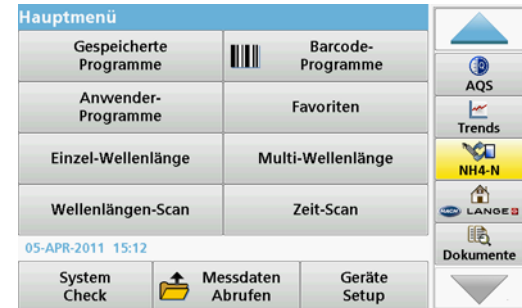 Hauptmenü
Gespeicherte
Programme
Barcode-
Programme
Anwender-
Programme
Favoriten
Einzel-Wellenlänge
Multi-Wellenlänge
Wellenlängen-Scan
Zeit-Scan
05-APR-2011 15:12
System
Check
Messdaten
Abrufen
Geräte
Setup
AQS
Trends
NH4-N
HACH LANGE
Dokumente